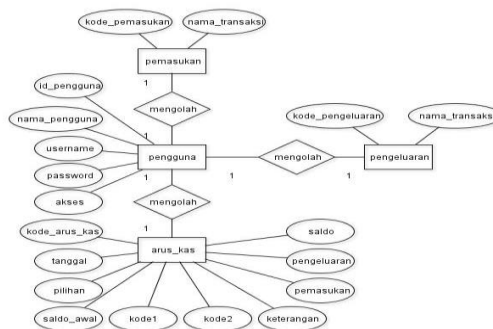 kode_pemasukan
nama_transaksi
pemasukan
1
id_pengguna
mengolah
nama_pengguna
kode_pengeluaran
nama_transaks
username
1
pengguna
mengolah
pengeluaran
password
1
1
1
akses
mengolah
kode_arus_kas
1
saldo
tanggal
arus_kas
pengeluaran
pilihan
pemasukan
saldo_awal
kode1
kode2
keterangan